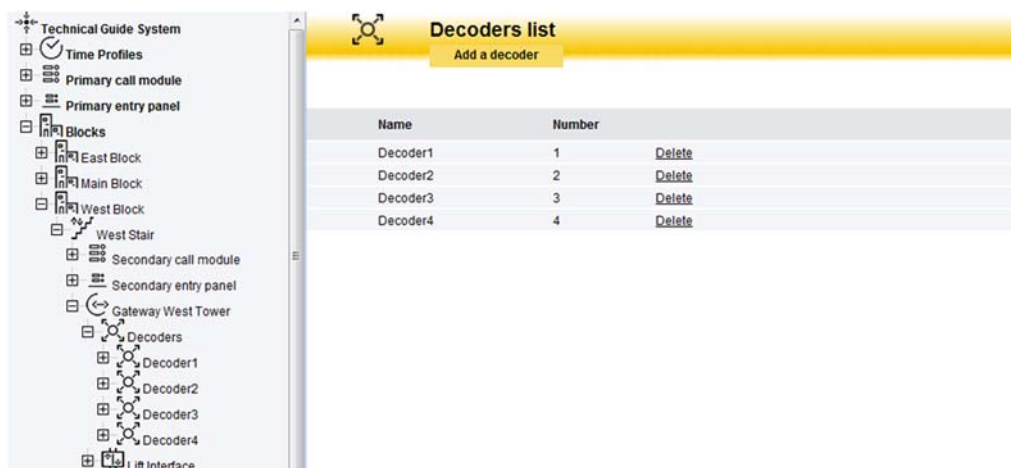 Technical Guide System
Time Profiles
Primary call module
Primary entry panel
Blocks
East Block
Main Block
West Block
West Stair
Secondary call module
Secondary entry panel
Gateway West Tower
Decoders
Decoder1
Decoder2
Decoder3
Decoder4
Lift Interface
Decoders list
Add a decoder
Name Number
Decoder1 1 Delete
Decoder2 2 Delete
Decoder3 3 Delete
Decoder4 4 Delete